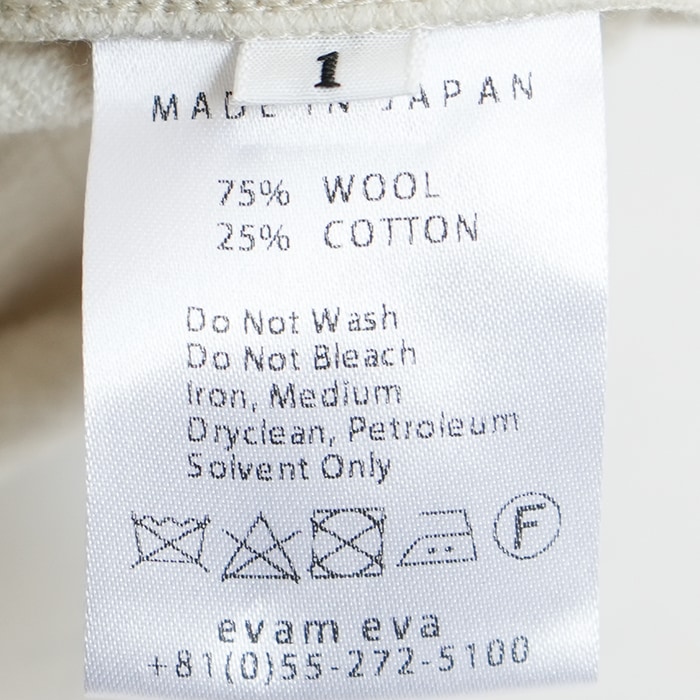 1
MADE IN JAPAN
75% WOOL
25% COTTON
Do Not Wash
Do Not Bleach
Iron, Medium
Dryclean, Petroleum
Solvent Only
F
evam eva
+81(0)55-272-5100